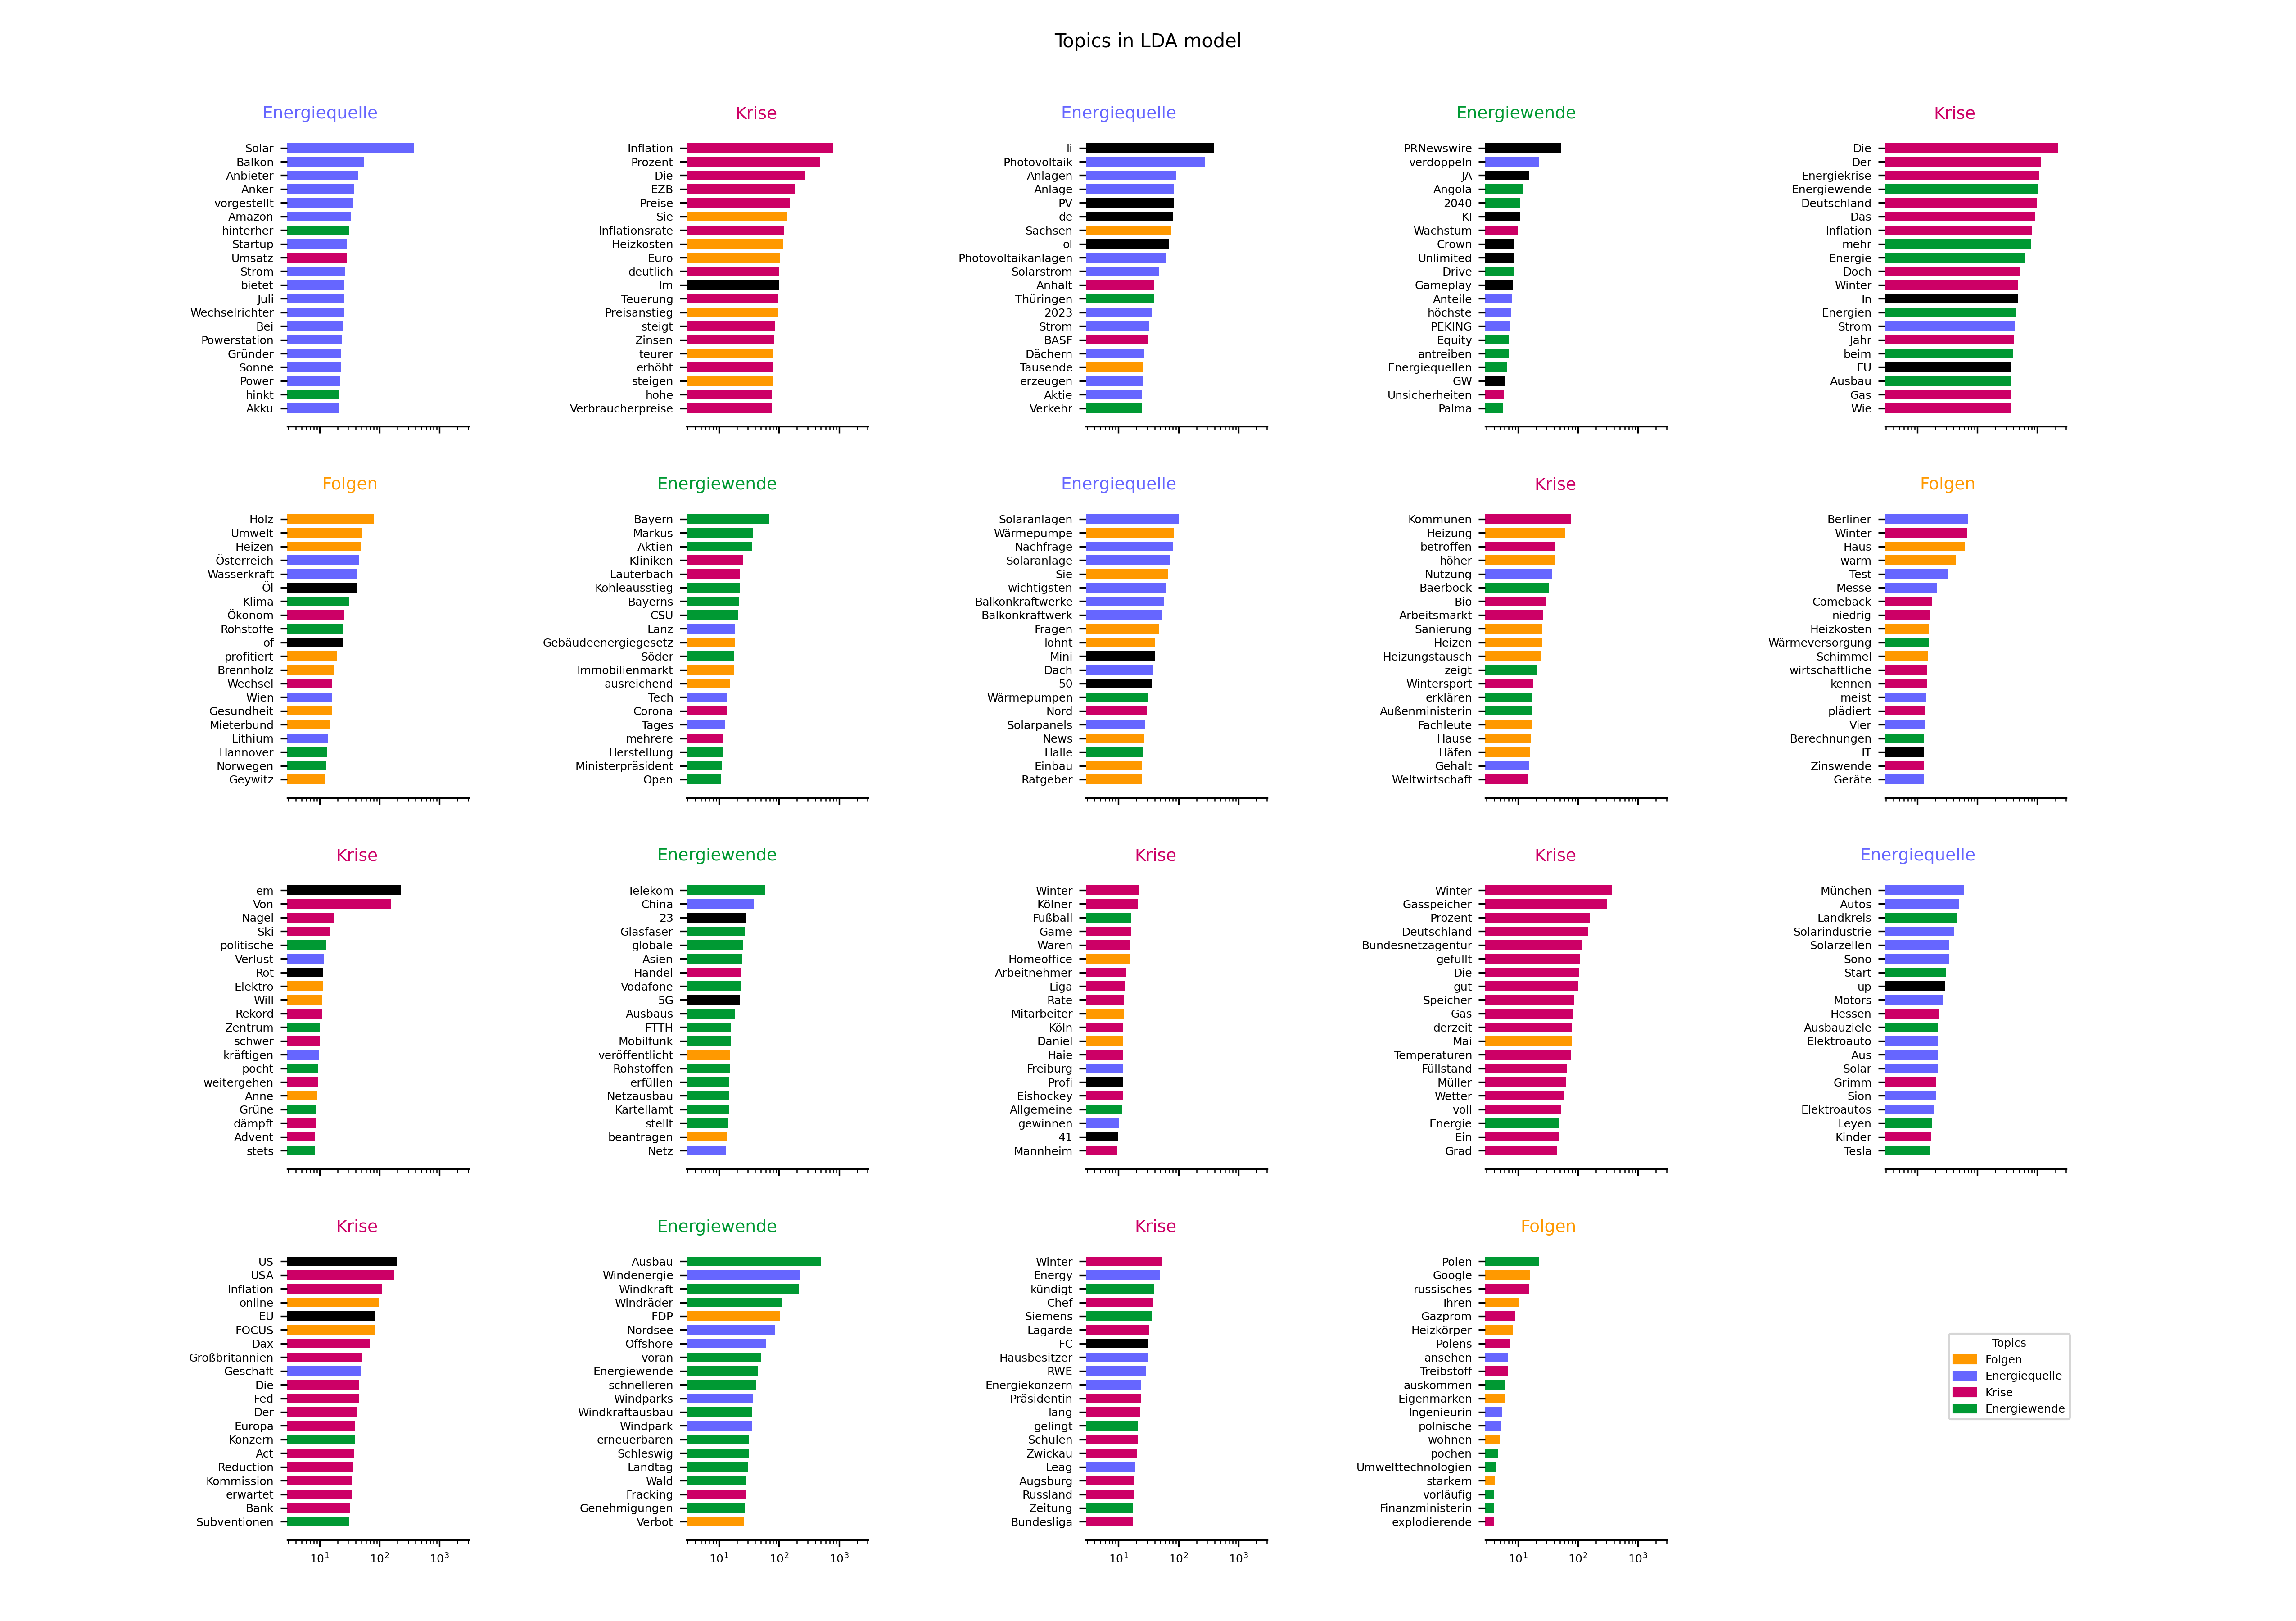 Topics in LDA model
Energiequelle
Solar
Balkon
Anbieter
Anker
vorgestellt
Amazon
hinterher
Startup
Umsatz
Strom
bietet
Juli
Wechselrichter
Bei
Powerstation
Gründer
Sonne
Power
hinkt
Akku
Krise
Inflation
Prozent
Die
EZB
Preise
Sie
Inflationsrate
Heizkosten
Euro
deutlich
Im
Teuerung
Preisanstieg
steigt
Zinsen
teurer
erhöht
steigen
hohe
Verbraucherpreise
Energiequelle
li
Photovoltaik
Anlagen
Anlage
PV
de
Sachsen
ol
Photovoltaikanlagen
Solarstrom
Anhalt
Thüringen
2023
Strom
BASF
Dächern
Tausende
erzeugen
Aktie
Verkehr
Energiewende
PRNewswire
verdoppeln
JA
Angola
2040
KI
Wachstum
Crown
Unlimited
Drive
Gameplay
Anteile
höchste
PEKING
Equity
antreiben
Energiequellen
GW
Unsicherheiten
Palma
Krise
Die
Der
Energiekrise
Energiewende
Deutschland
Das
Inflation
mehr
Energie
Doch
Winter
In
Energien
Strom
Jahr
beim
EU
Ausbau
Gas
Wie
Folgen
Holz
Umwelt
Heizen
Österreich
Wasserkraft
Öl
Klima
Ökonom
Rohstoffe
of
profitiert
Brennholz
Wechsel
Wien
Gesundheit
Mieterbund
Lithium
Hannover
Norwegen
Geywitz
Energiewende
Bayern
Markus
Aktien
Kliniken
Lauterbach
Kohleausstieg
Bayerns
CSU
Lanz
Gebäudeenergiegesetz
Söder
Immobilienmarkt
ausreichend
Tech
Corona
Tages
mehrere
Herstellung
Ministerpräsident
Open
Energiequelle
Solaranlagen
Wärmepumpe
Nachfrage
Solaranlage
Sie
wichtigsten
Balkonkraftwerke
Balkonkraftwerk
Fragen
lohnt
Mini
Dach
50
Wärmepumpen
Nord
Solarpanels
News
Halle
Einbau
Ratgeber
Krise
Kommunen
Heizung
betroffen
höher
Nutzung
Baerbock
Bio
Arbeitsmarkt
Sanierung
Heizen
Heizungstausch
zeigt
Wintersport
erklären
Außenministerin
Fachleute
Hause
Häfen
Gehalt
Weltwirtschaft
Folgen
Berliner
Winter
Haus
warm
Test
Messe
Comeback
niedrig
Heizkosten
Wärmeversorgung
Schimmel
wirtschaftliche
kennen
meist
plädiert
Vier
Berechnungen
IT
Zinswende
Geräte
Krise
em
Von
Nagel
Ski
politische
Verlust
Rot
Elektro
Will
Rekord
Zentrum
schwer
kräftigen
pocht
weitergehen
Anne
Grüne
dämpft
Advent
stets
Energiewende
Telekom
China
23
Glasfaser
globale
Asien
Handel
Vodafone
5G
Ausbaus
FTTH
Mobilfunk
veröffentlicht
Rohstoffen
erfüllen
Netzausbau
Kartellamt
stellt
beantragen
Netz
Krise
Winter
Kölner
Fußball
Game
Waren
Homeoffice
Arbeitnehmer
Liga
Rate
Mitarbeiter
Köln
Daniel
Haie
Freiburg
Profi
Eishockey
Allgemeine
gewinnen
41
Mannheim
Krise
Winter
Gasspeicher
Prozent
Deutschland
Bundesnetzagentur
gefüllt
Die
gut
Speicher
Gas
derzeit
Mai
Temperaturen
Füllstand
Müller
Wetter
voll
Energie
Ein
Grad
Energiequelle
München
Autos
Landkreis
Solarindustrie
Solarzellen
Sono
Start
up
Motors
Hessen
Ausbauziele
Elektroauto
Aus
Solar
Grimm
Sion
Elektroautos
Leyen
Kinder
Tesla
Krise
US
USA
Inflation
online
EU
FOCUS
Dax
Großbritannien
Geschäft
Die
Fed
Der
Europa
Konzern
Act
Reduction
Kommission
erwartet
Bank
Subventionen
10¹ 10² 10³
Energiewende
Ausbau
Windenergie
Windkraft
Windräder
FDP
Nordsee
Offshore
voran
Energiewende
schnelleren
Windparks
Windkraftausbau
Windpark
erneuerbaren
Schleswig
Landtag
Wald
Fracking
Genehmigungen
Verbot
10¹ 10² 10³
Krise
Winter
Energy
kündigt
Chef
Siemens
Lagarde
FC
Hausbesitzer
RWE
Energiekonzern
Präsidentin
lang
gelingt
Schulen
Zwickau
Leag
Augsburg
Russland
Zeitung
Bundesliga
10¹ 10² 10³
Folgen
Polen
Google
russisches
Ihren
Gazprom
Heizkörper
Polens
ansehen
Treibstoff
auskommen
Eigenmarken
Ingenieurin
polnische
wohnen
pochen
Umwelttechnologien
starkem
vorläufig
Finanzministerin
explodierende
10¹ 10² 10³
Topics
Folgen
Energiequelle
Krise
Energiewende